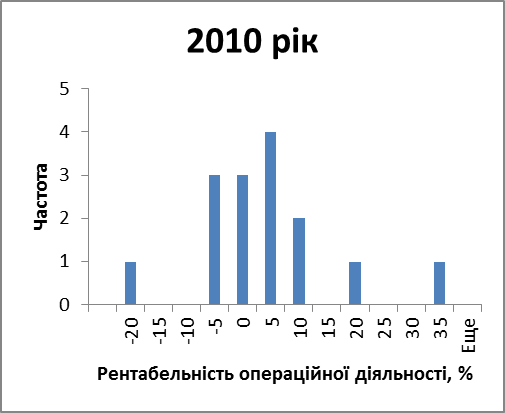 2010 рік
5
4
3
2
1
0
Частота
-20 -15 -10 -5 0 5 10 15 20 25 30 35 Еще
Рентабельність операційної діяльності, %